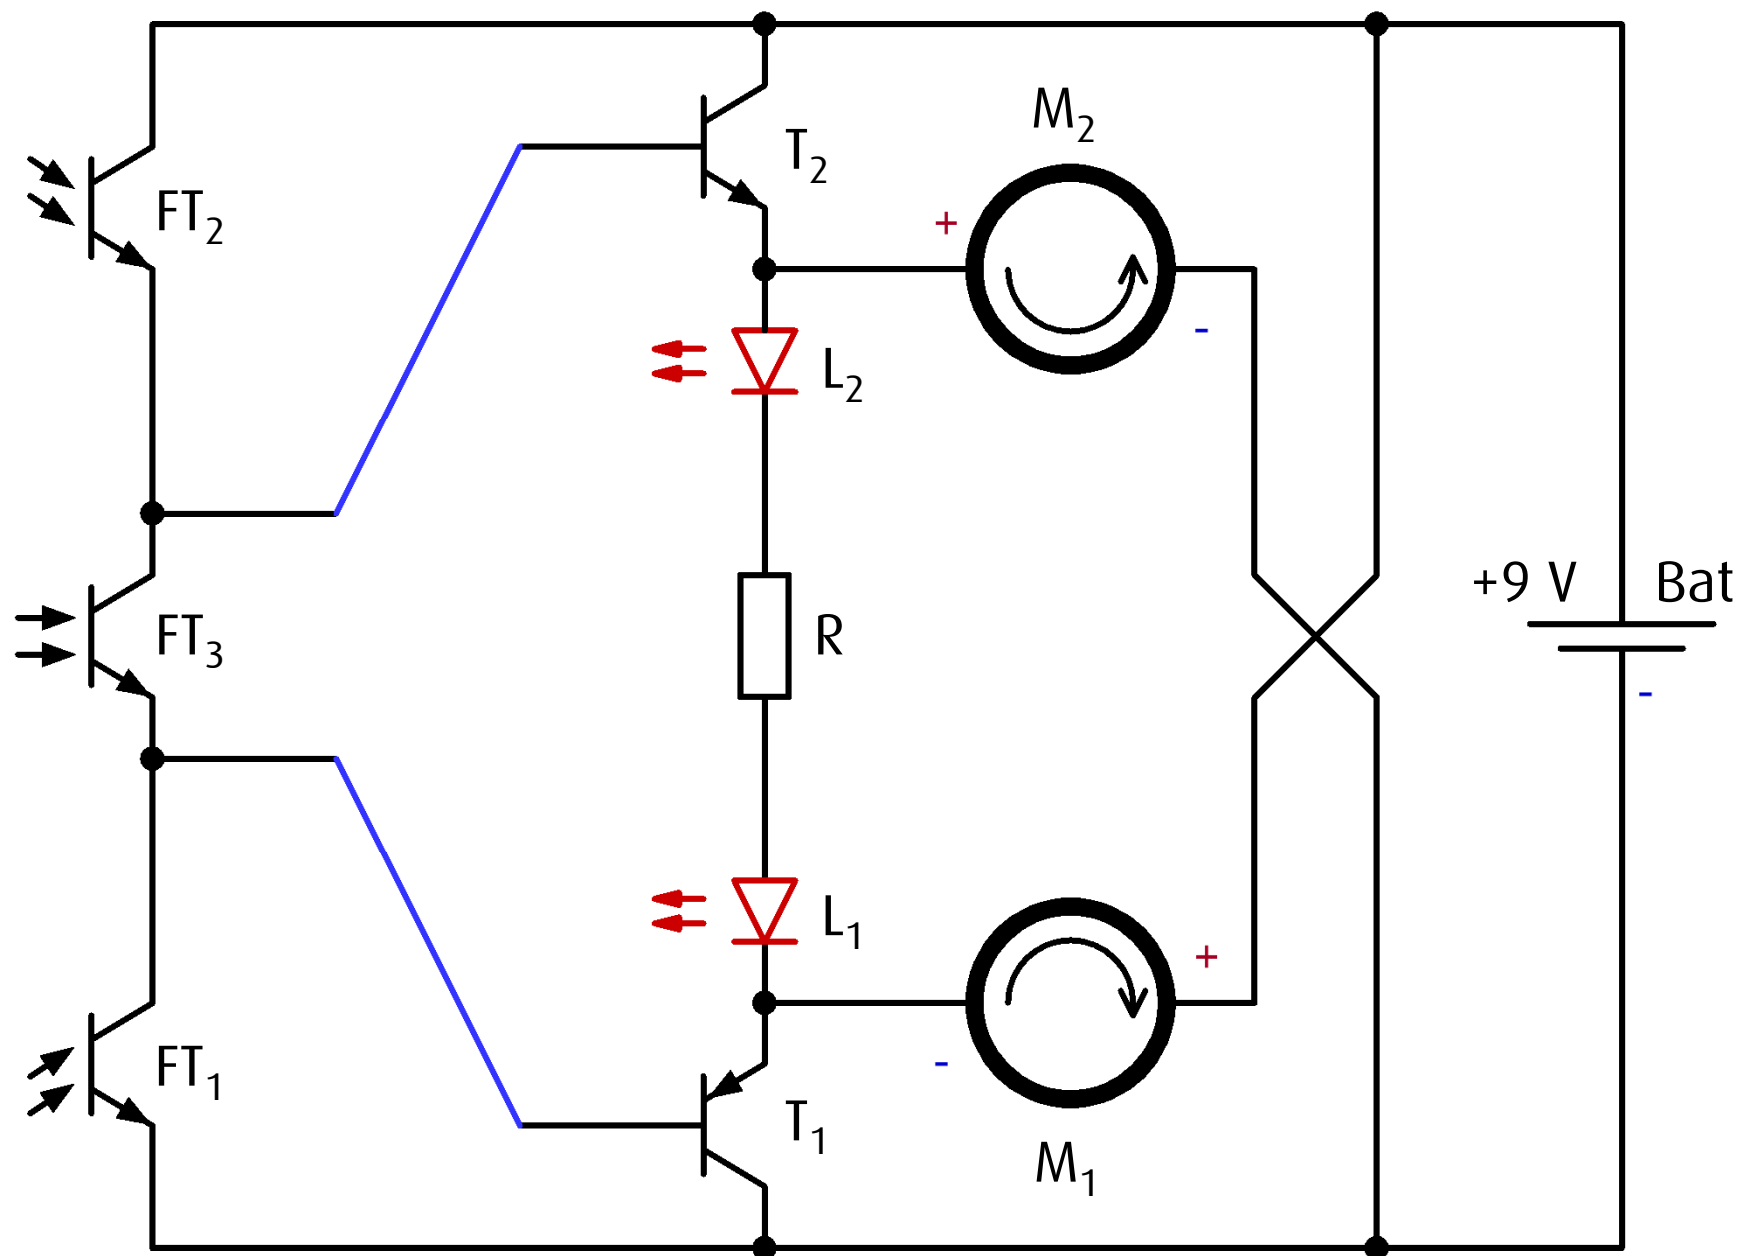 M₂
+
-
T₂
FT₂
L₂
FT₃
R
+9 V
Bat
-
L₁
+
-
FT₁
T₁
M₁